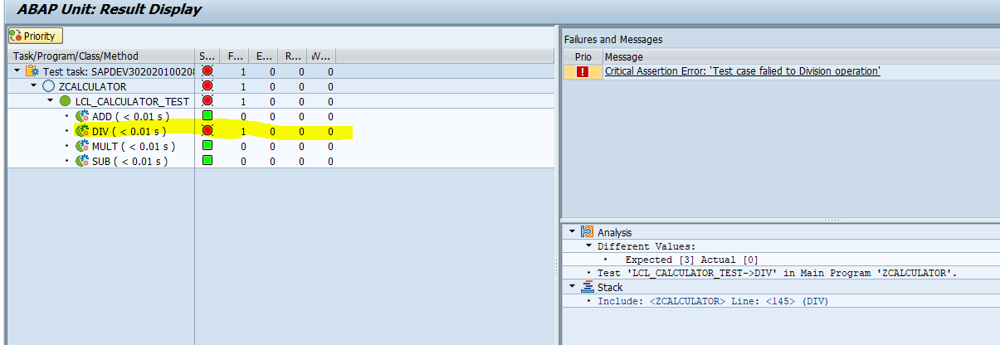 ABAP Unit: Result Display
Priority
Task/Program/Class/Method S... F... E... R... W...
Test task: SAPDEV302020100208 1 0 0 0
ZCALCULATOR 1 0 0 0
LCL_CALCULATOR_TEST 1 0 0 0
ADD ( < 0.01 s ) 0 0 0 0
DIV ( < 0.01 s ) 1 0 0 0
MULT ( < 0.01 s ) 0 0 0 0
SUB ( < 0.01 s ) 0 0 0 0
Failures and Messages
Prio Message
Critical Assertion Error: 'Test case falied to Division operation'
Analysis
Different Values:
Expected [3] Actual [0]
Test 'LCL_CALCULATOR_TEST->DIV' in Main Program 'ZCALCULATOR'.
Stack
Include: <ZCALCULATOR> Line: <145> (DIV)